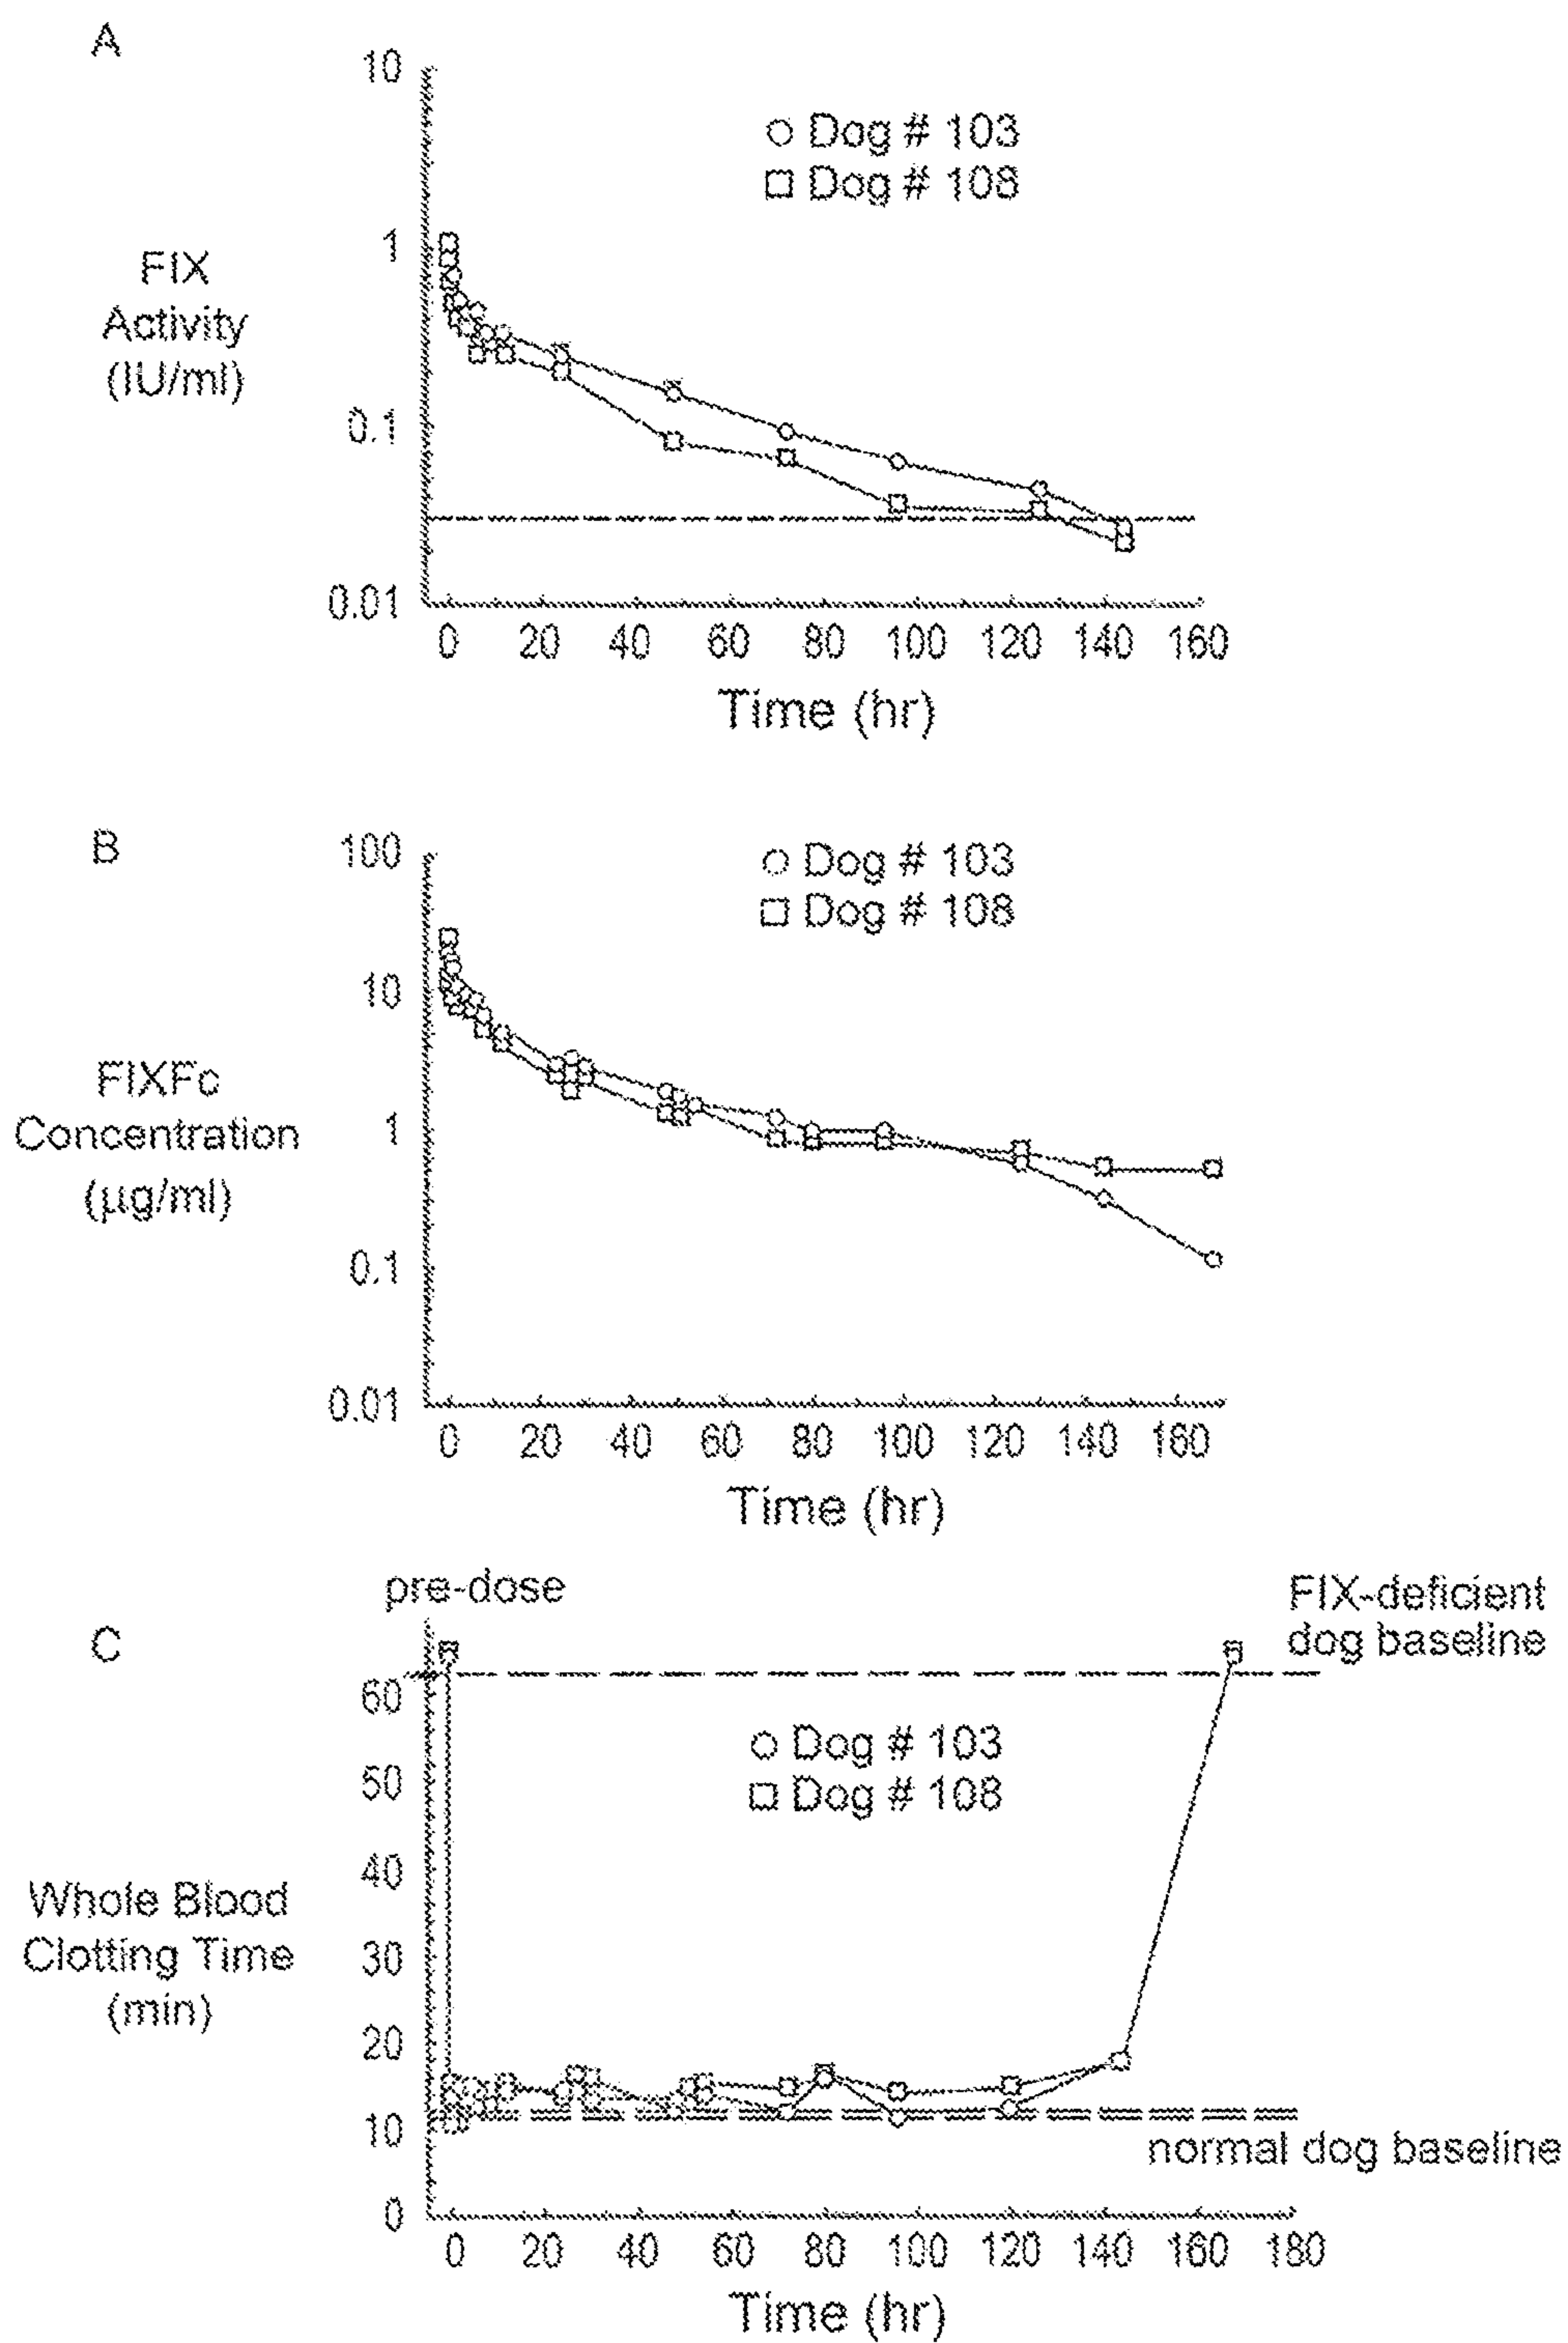 A
10
1
0.1
0.01
FIX
Activity
(IU/ml)
○ Dog # 103
□ Dog # 108
0 20 40 60 80 100 120 140 160
Time (hr)
B
100
10
1
0.1
0.01
FIXFc
Concentration
(µg/ml)
○ Dog # 103
□ Dog # 108
0 20 40 60 80 100 120 140 160
Time (hr)
C
pre-dose
FIX-deficient
dog baseline
60
50
40
30
20
10
0
○ Dog # 103
□ Dog # 108
Whole Blood
Clotting Time
(min)
normal dog baseline
0 20 40 60 80 100 120 140 160 180
Time (hr)